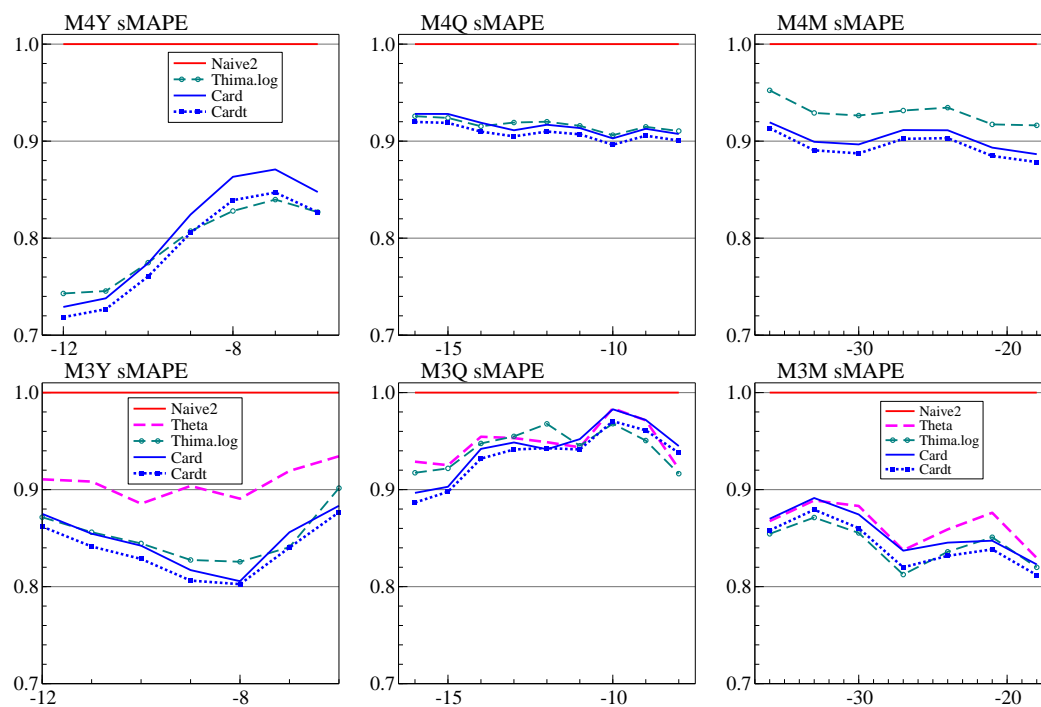 M4Y sMAPE
1.0
0.9
0.8
0.7
Naive2
Thima.log
Card
Cardt
-12
-8
M4Q sMAPE
1.0
0.9
0.8
0.7
-15
-10
M4M sMAPE
1.0
0.9
0.8
0.7
-30
-20
M3Y sMAPE
1.0
0.9
0.8
0.7
Naive2
Theta
Thima.log
Card
Cardt
-12
-10
-8
M3Q sMAPE
1.0
0.9
0.8
0.7
-15
-10
M3M sMAPE
1.0
0.9
0.8
0.7
Naive2
Theta
Thima.log
Card
Cardt
-30
-20